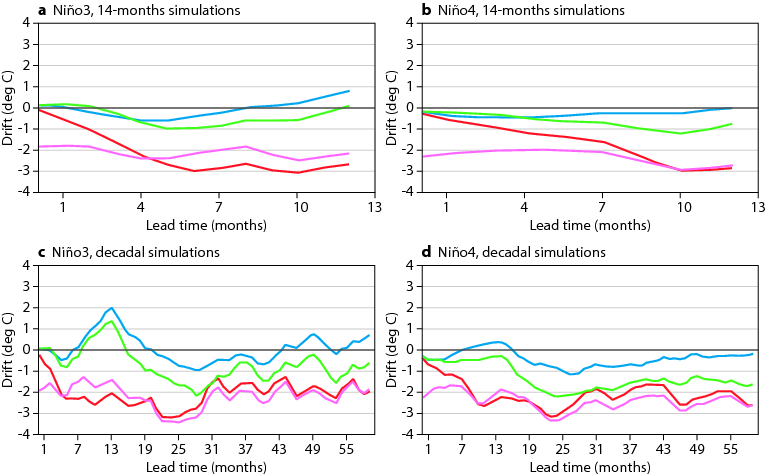 a Niño3, 14-months simulations
4
3
2
1
0
-1
-2
-3
-4
Drift (deg C)
1 4 7 10 13
Lead time (months)
b Niño4, 14-months simulations
4
3
2
1
0
-1
-2
-3
-4
Drift (deg C)
1 4 7 10 13
Lead time (months)
c Niño3, decadal simulations
4
3
2
1
0
-1
-2
-3
-4
Drift (deg C)
1 7 13 19 25 31 37 43 49 55
Lead time (months)
d Niño4, decadal simulations
4
3
2
1
0
-1
-2
-3
-4
Drift (deg C)
1 7 13 19 25 31 37 43 49 55
Lead time (months)